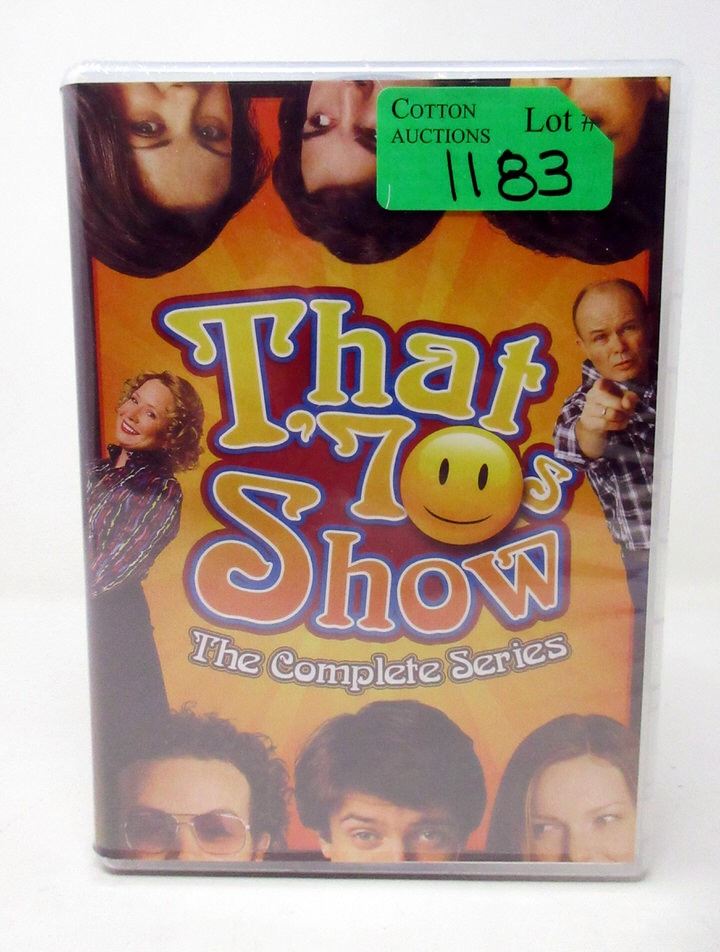 COTTON
AUCTIONS
Lot #
1183
That
'70s
Show
The Complete Series